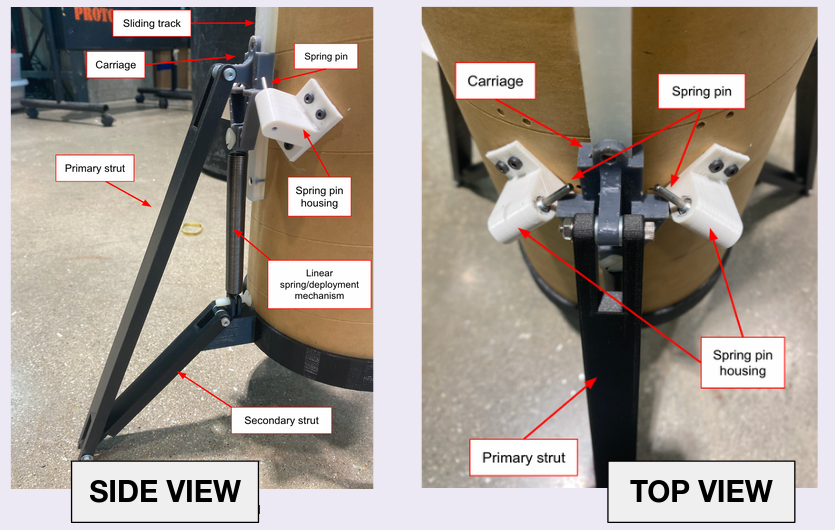 PROTO
Sliding track
Carriage
Spring pin
Primary strut
Spring pin
housing
Linear
spring/deployment
mechanism
Secondary strut
SIDE VIEW
Carriage
Spring pin
Spring pin
housing
Primary strut
TOP VIEW